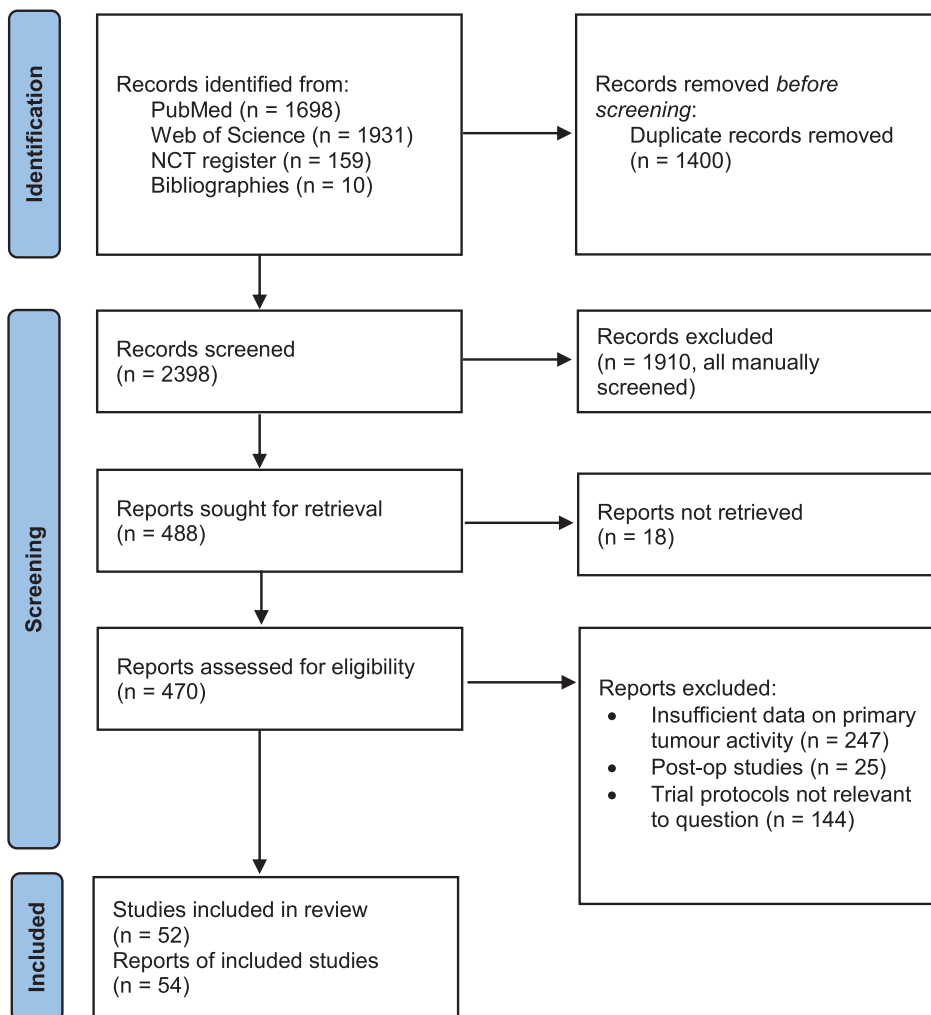 Identification
Records identified from:
PubMed (n = 1698)
Web of Science (n = 1931)
NCT register (n = 159)
Bibliographies (n = 10)
Records removed before
screening:
Duplicate records removed
(n = 1400)
Screening
Records screened
(n = 2398)
Records excluded
(n = 1910, all manually
screened)
Reports sought for retrieval
(n = 488)
Reports not retrieved
(n = 18)
Reports assessed for eligibility
(n = 470)
Reports excluded:
• Insufficient data on primary
tumour activity (n = 247)
• Post-op studies (n = 25)
• Trial protocols not relevant
to question (n = 144)
Included
Studies included in review
(n = 52)
Reports of included studies
(n = 54)